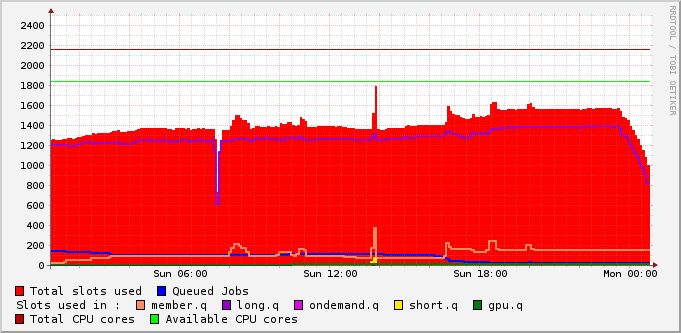 2400
2200
2000
1800
1600
1400
1200
1000
800
600
400
200
0
Sun 06:00 Sun 12:00 Sun 18:00 Mon 00:00
RRDTOOL / TOBI OETIKER
Total slots used Queued Jobs
Slots used in : member.q long.q ondemand.q short.q gpu.q
Total CPU cores Available CPU cores